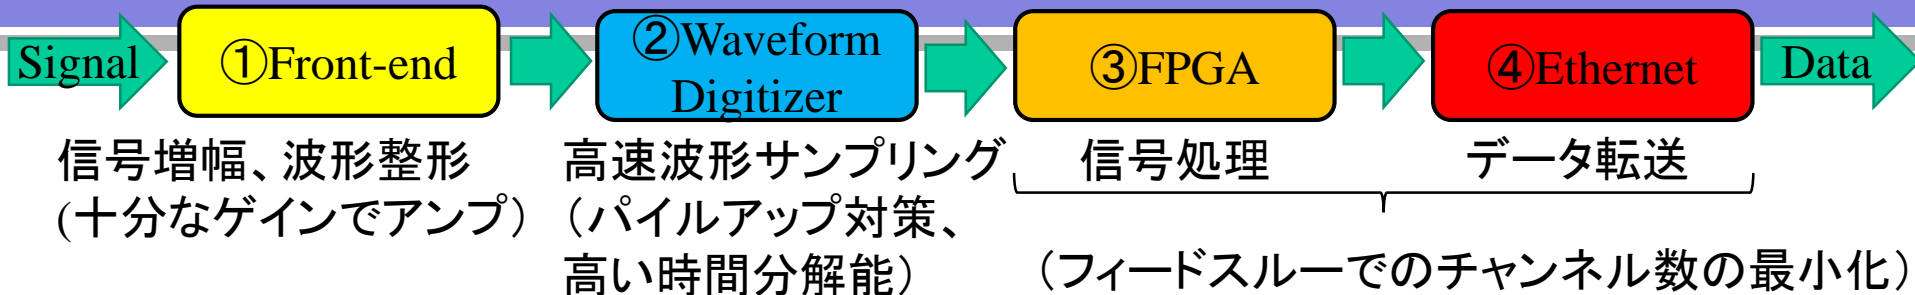 Signal
①Front-end
②Waveform
Digitizer
③FPGA
④Ethernet
Data
信号増幅、波形整形
(十分なゲインでアンプ）
高速波形サンプリング
（パイルアップ対策、
高い時間分解能）
信号処理
データ転送
（フィードスルーでのチャンネル数の最小化）